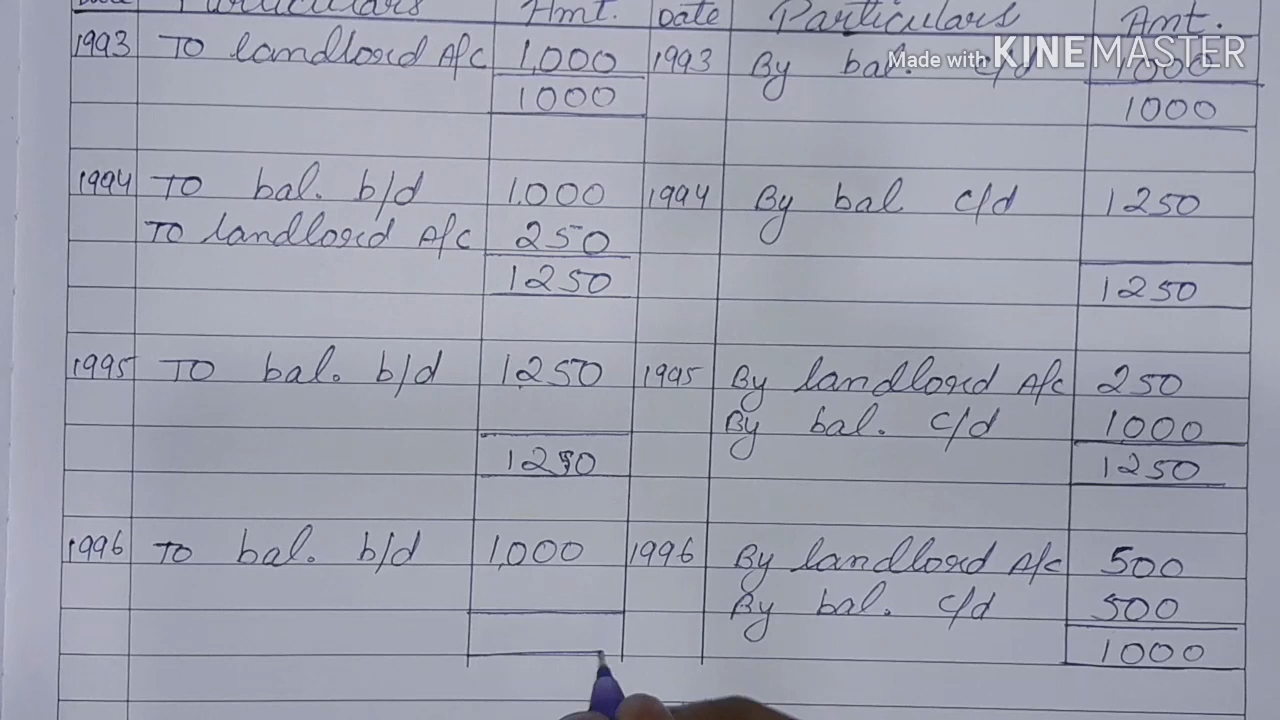 Particulars Amt. Date Particulars Amt.
Made with KINEMASTER
1993 To landlord A/c 1,000 1993 By bal. c/d 1000
1000 1000
1994 To bal. b/d 1,000 1994 By bal c/d 1250
To landlord A/c 250
1250 1250
1995 To bal. b/d 1,250 1995 By landlord A/c 250
By bal. c/d 1000
1250 1250
1996 To bal. b/d 1,000 1996 By landlord A/c 500
By bal. c/d 500
1000